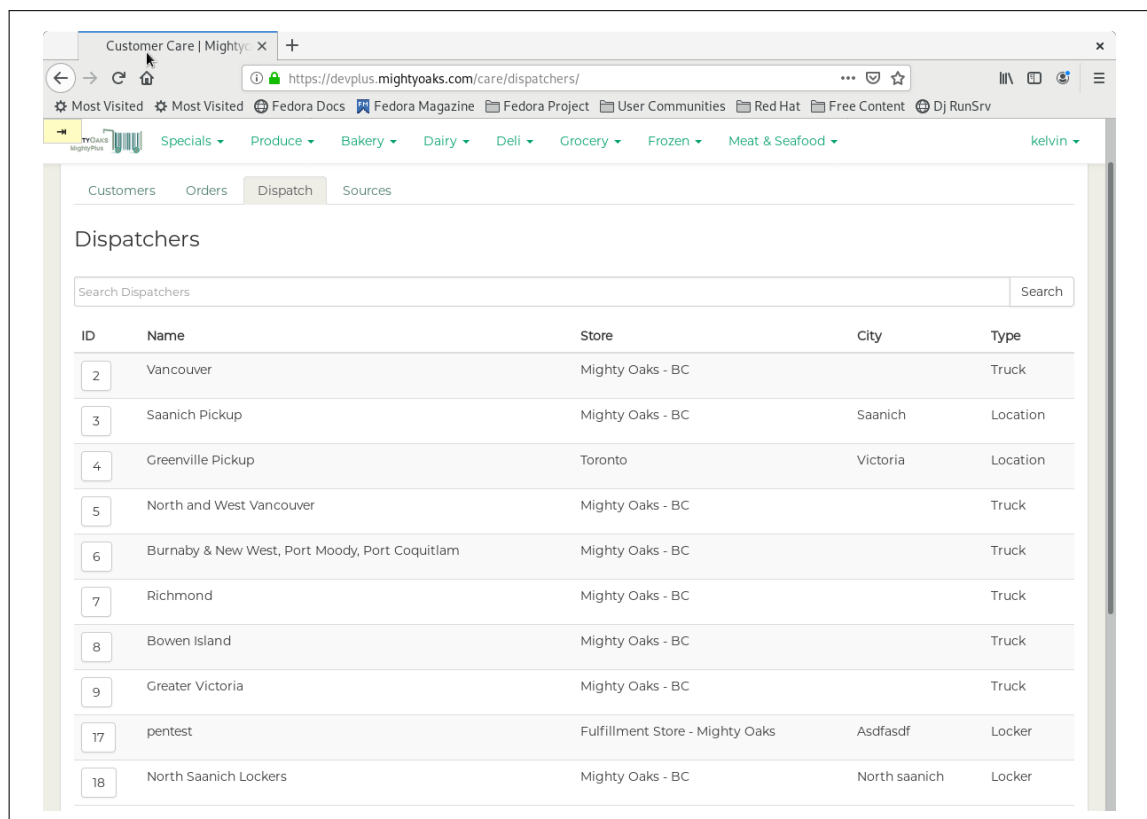 Customer Care | Mightyc
https://devplus.mightyoaks.com/care/dispatchers/
Most Visited Most Visited Fedora Docs Fedora Magazine Fedora Project User Communities Red Hat Free Content Dj RunSrv
TYOAKS MightyPlus Specials Produce Bakery Dairy Deli Grocery Frozen Meat & Seafood kelvin
Customers Orders Dispatch Sources
Dispatchers
Search Dispatchers Search
ID Name Store City Type
2 Vancouver Mighty Oaks - BC Truck
3 Saanich Pickup Mighty Oaks - BC Saanich Location
4 Greenville Pickup Toronto Victoria Location
5 North and West Vancouver Mighty Oaks - BC Truck
6 Burnaby & New West, Port Moody, Port Coquitlam Mighty Oaks - BC Truck
7 Richmond Mighty Oaks - BC Truck
8 Bowen Island Mighty Oaks - BC Truck
9 Greater Victoria Mighty Oaks - BC Truck
17 pentest Fulfillment Store - Mighty Oaks Asdfasdf Locker
18 North Saanich Lockers Mighty Oaks - BC North saanich Locker